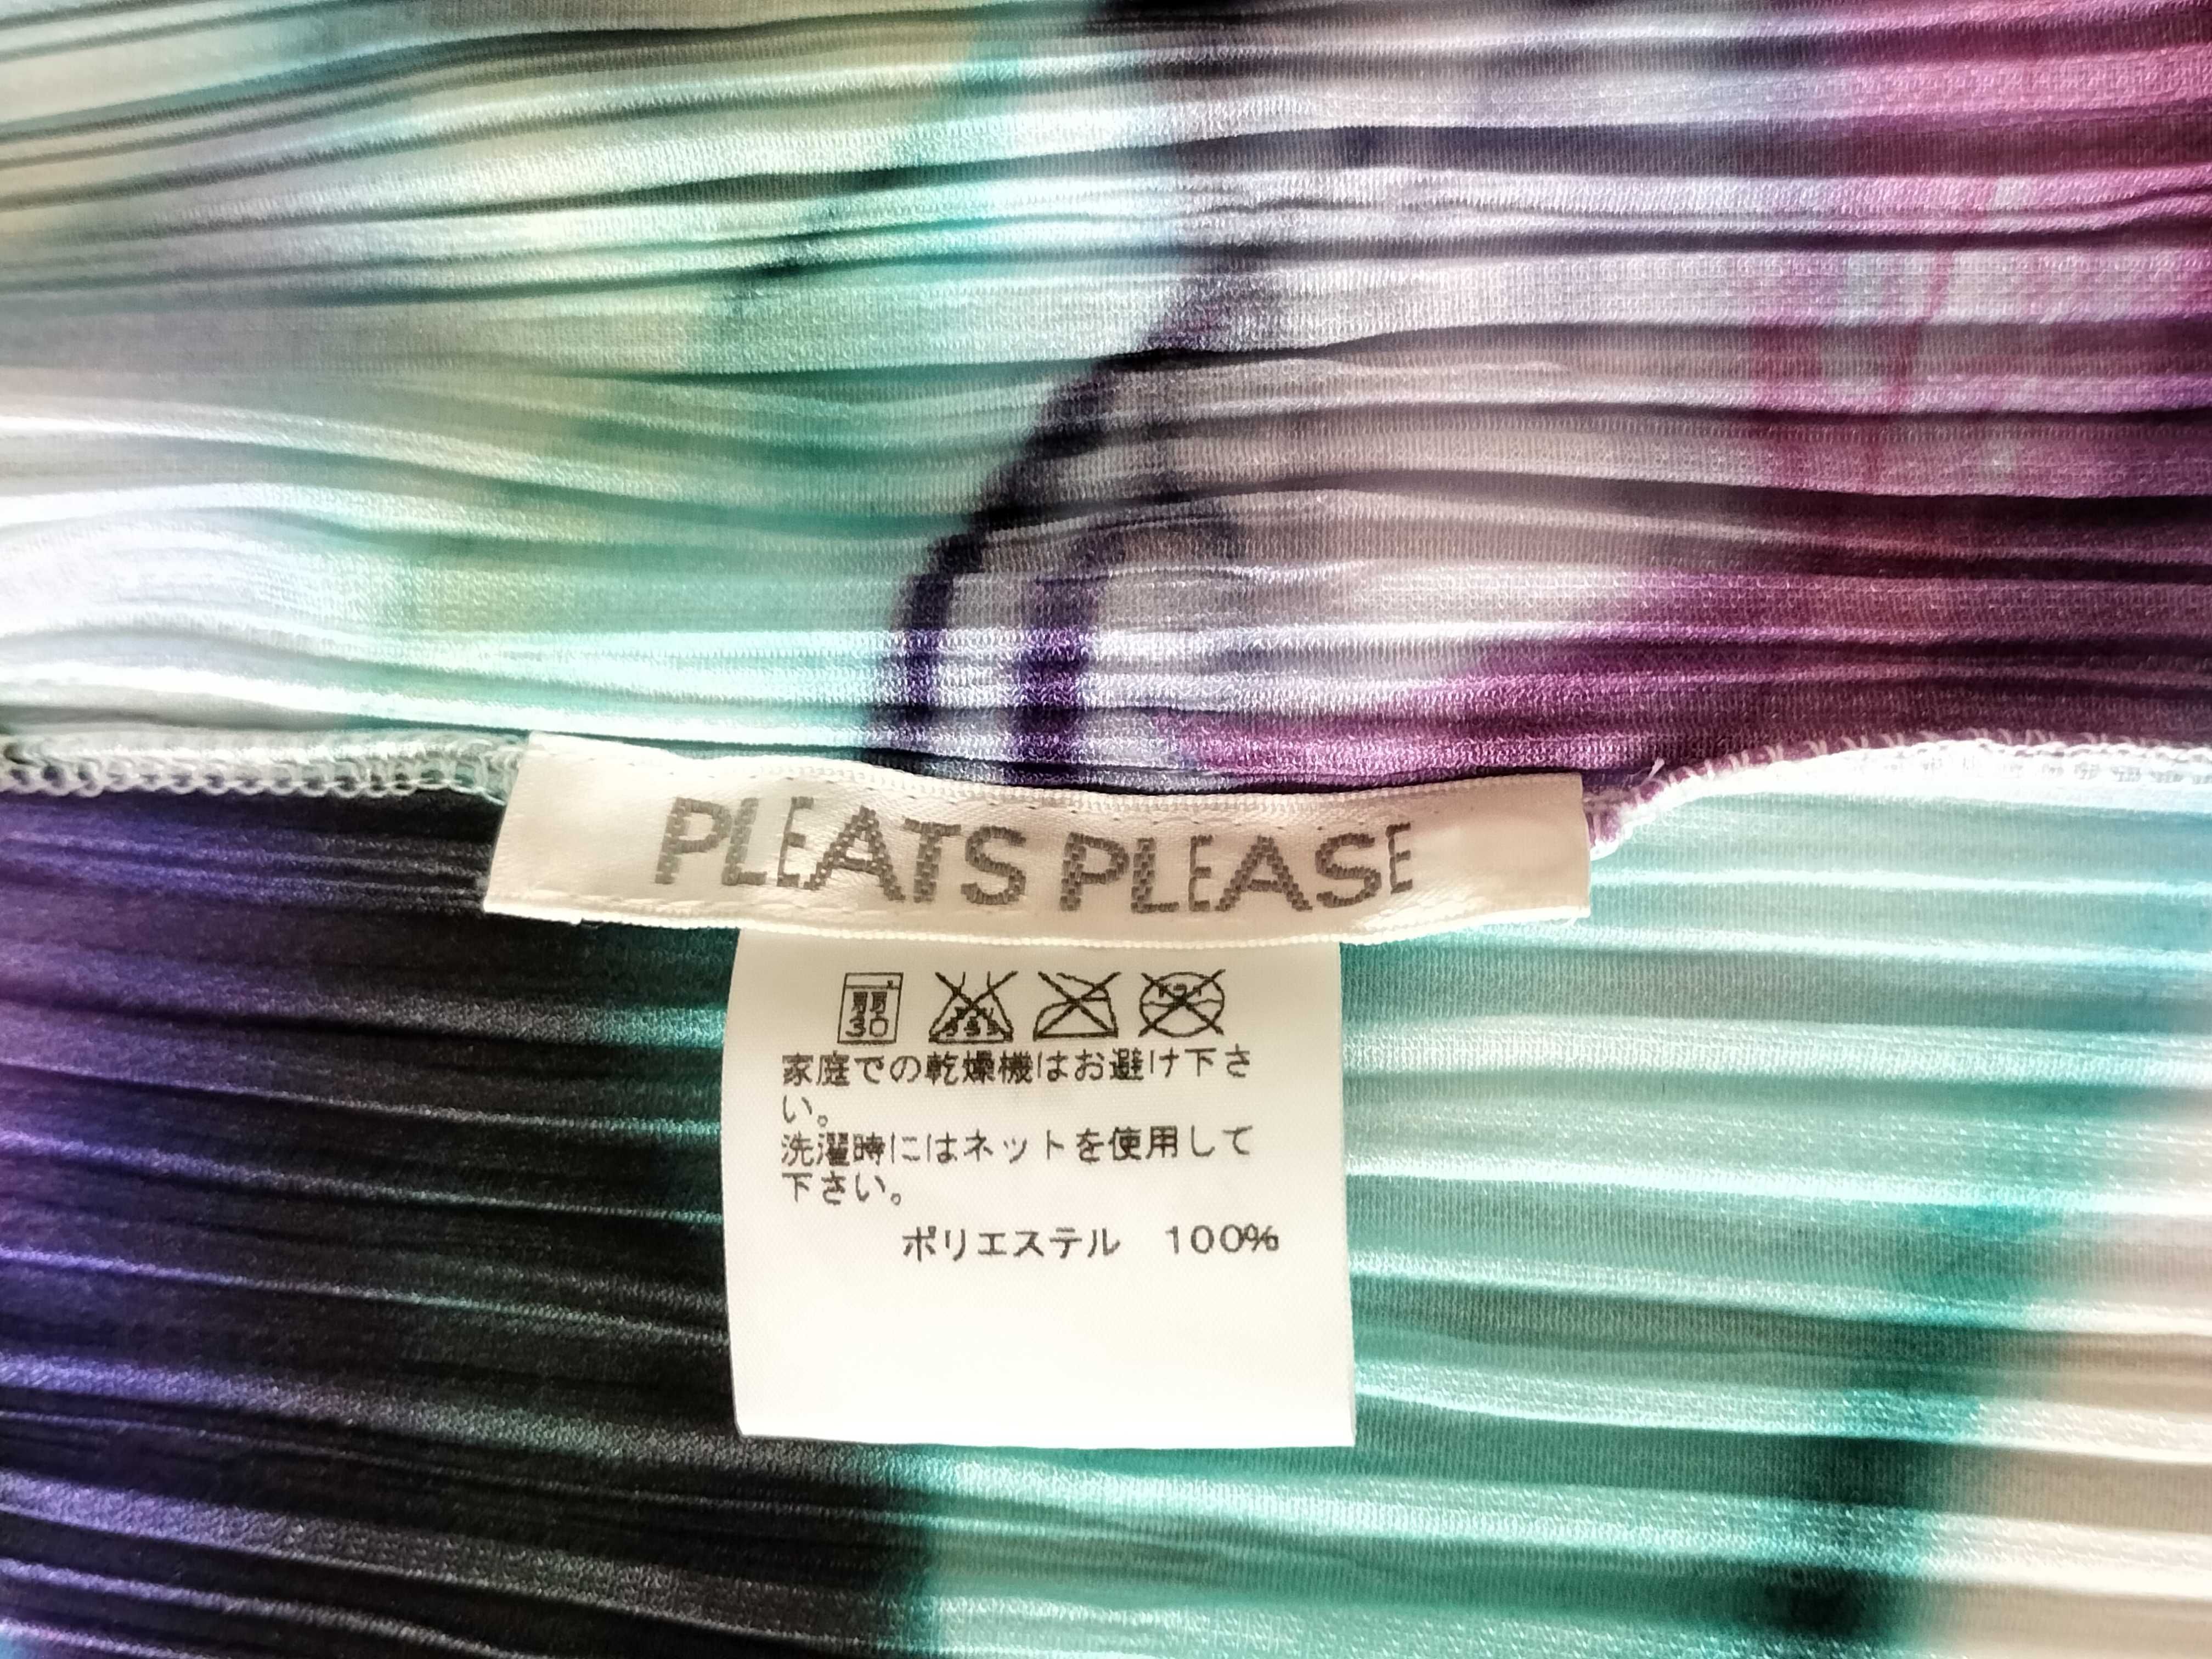 PLEATS PLEASE
弱
30
家庭での乾燥機はお避け下さ
い。
洗濯時にはネットを使用して
下さい。
ポリエステル 100%